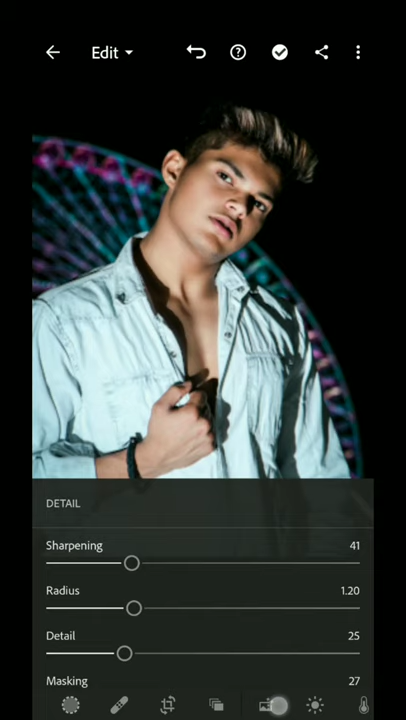 Edit
DETAIL
Sharpening 41
Radius 1.20
Detail 25
Masking 27